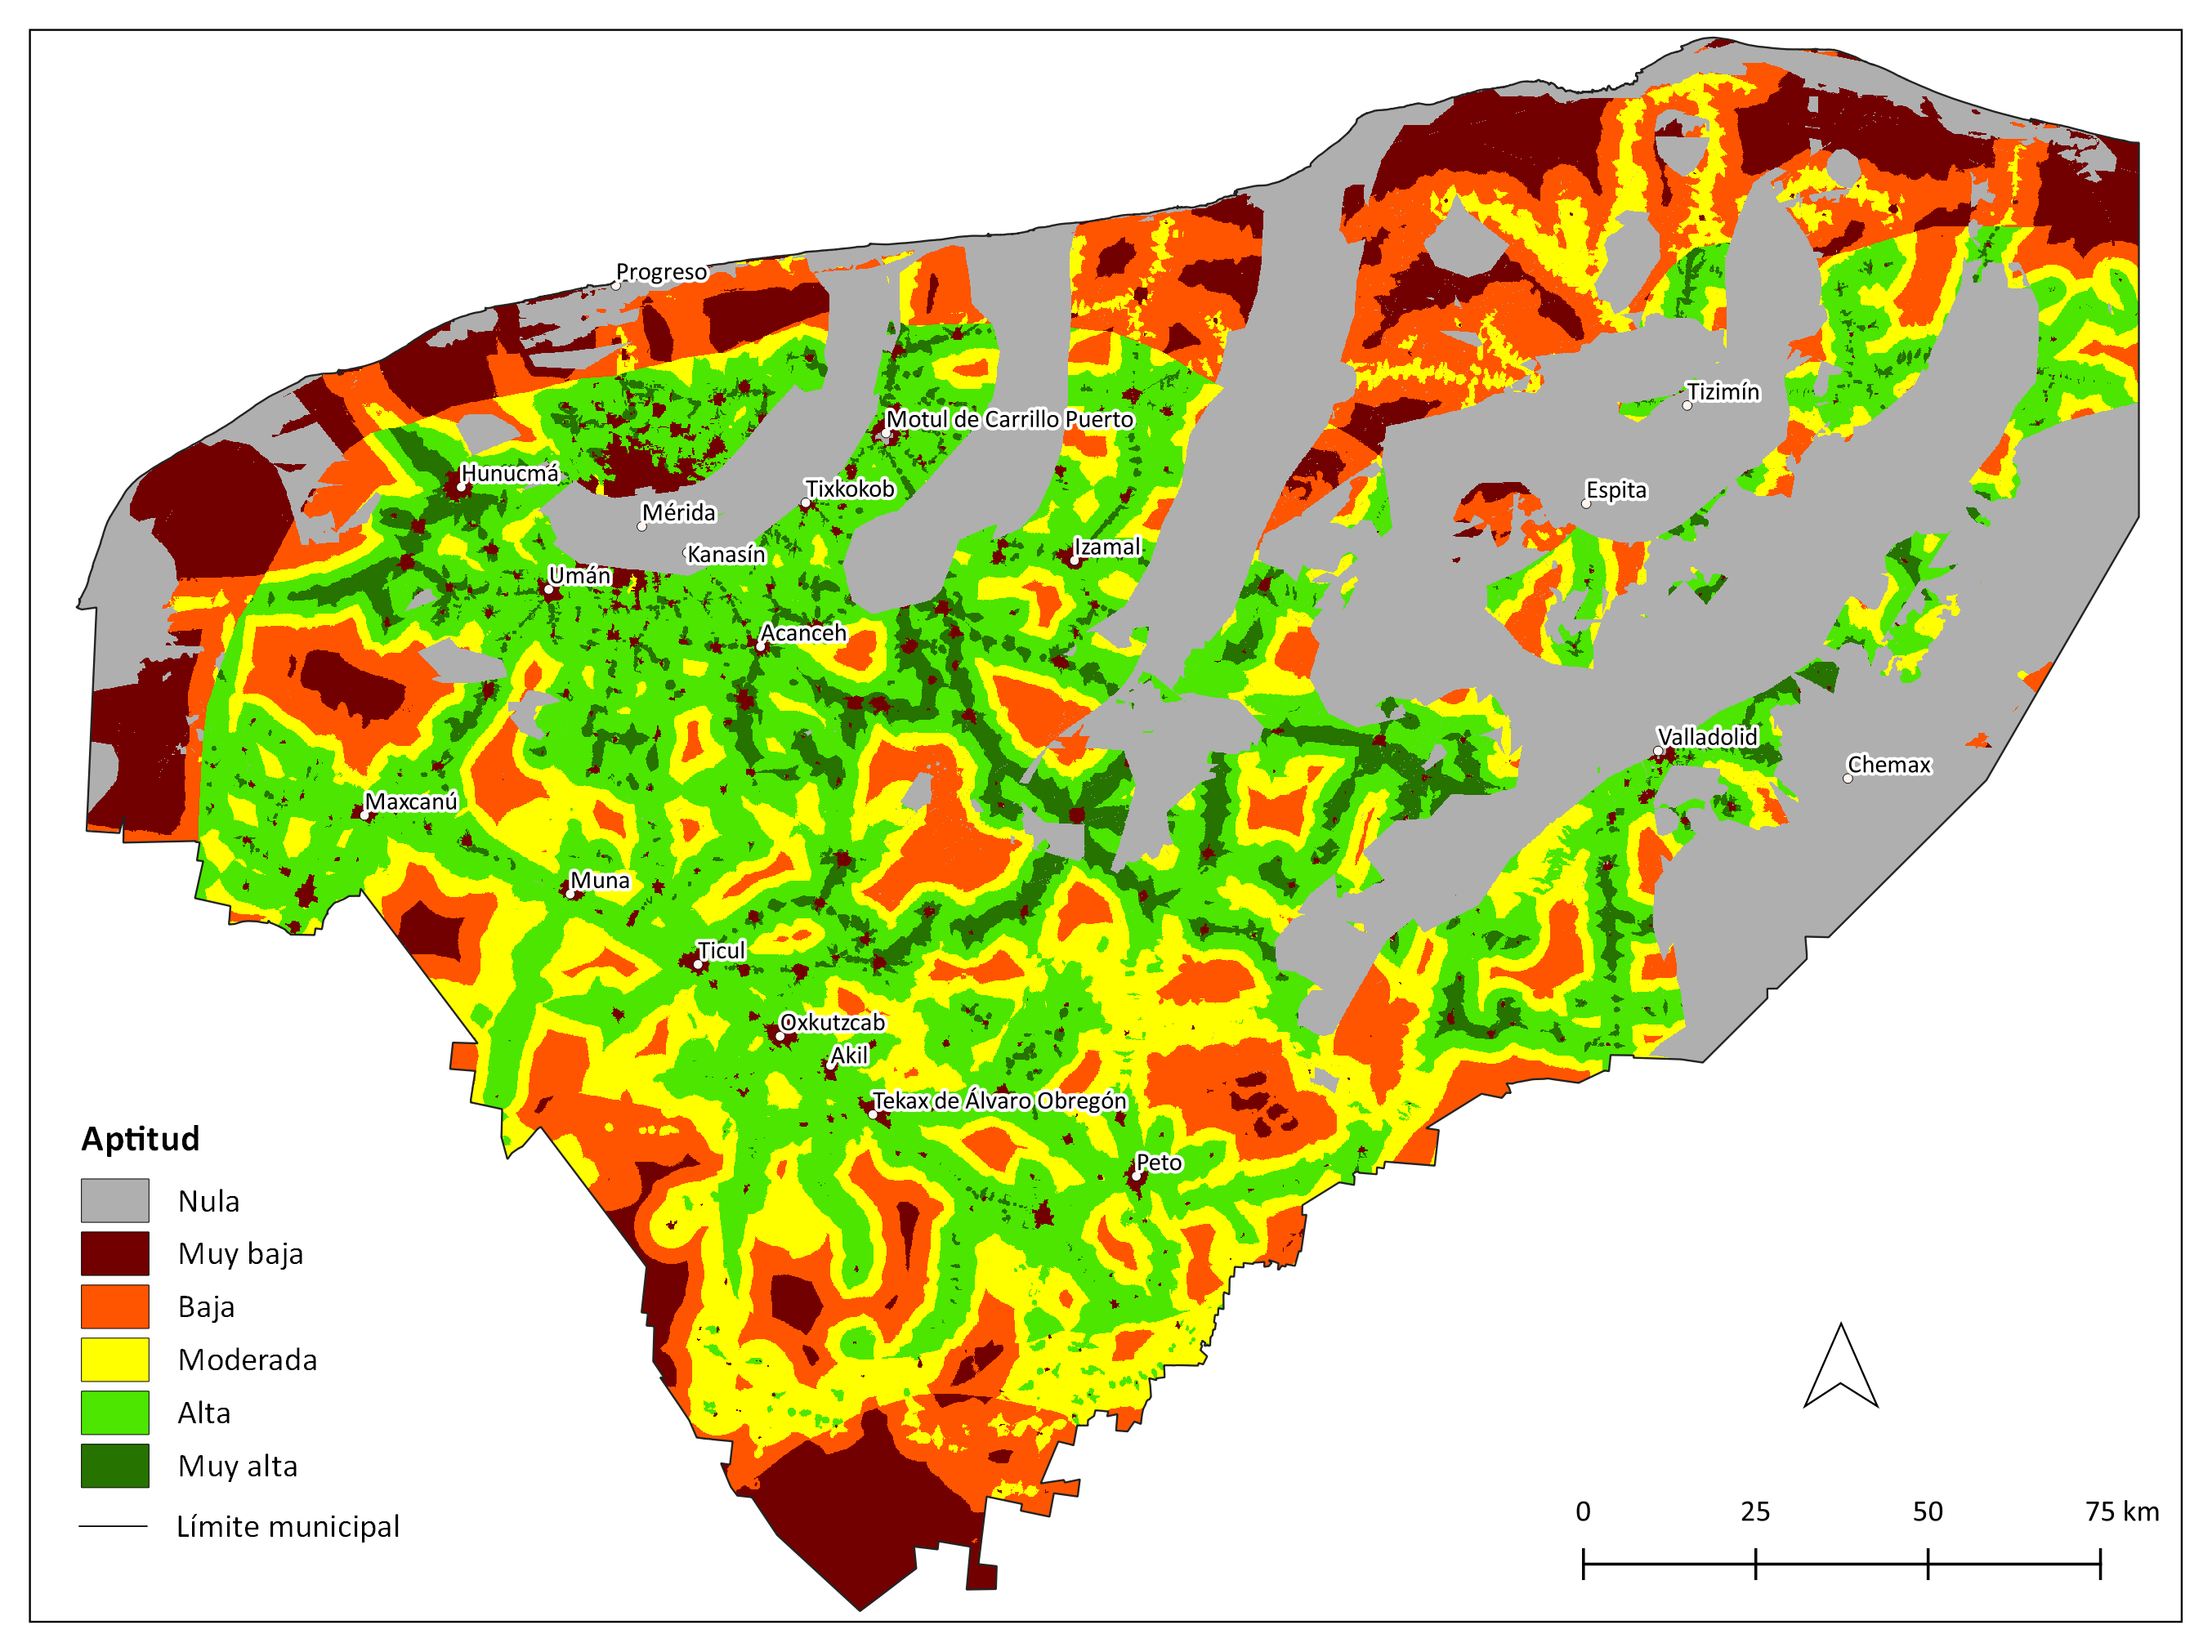 Progreso
Tizimín
Motul de Carrillo Puerto
Hunucmá
Tixkokob
Espita
Mérida
Kanasín
Izamal
Umán
Acanceh
Valladolid
Chemax
Maxcanú
Muna
Ticul
Oxkutzcab
Akil
Tekax de Álvaro Obregón
Peto
Aptitud
Nula
Muy baja
Baja
Moderada
Alta
Muy alta
Límite municipal
0 25 50 75 km